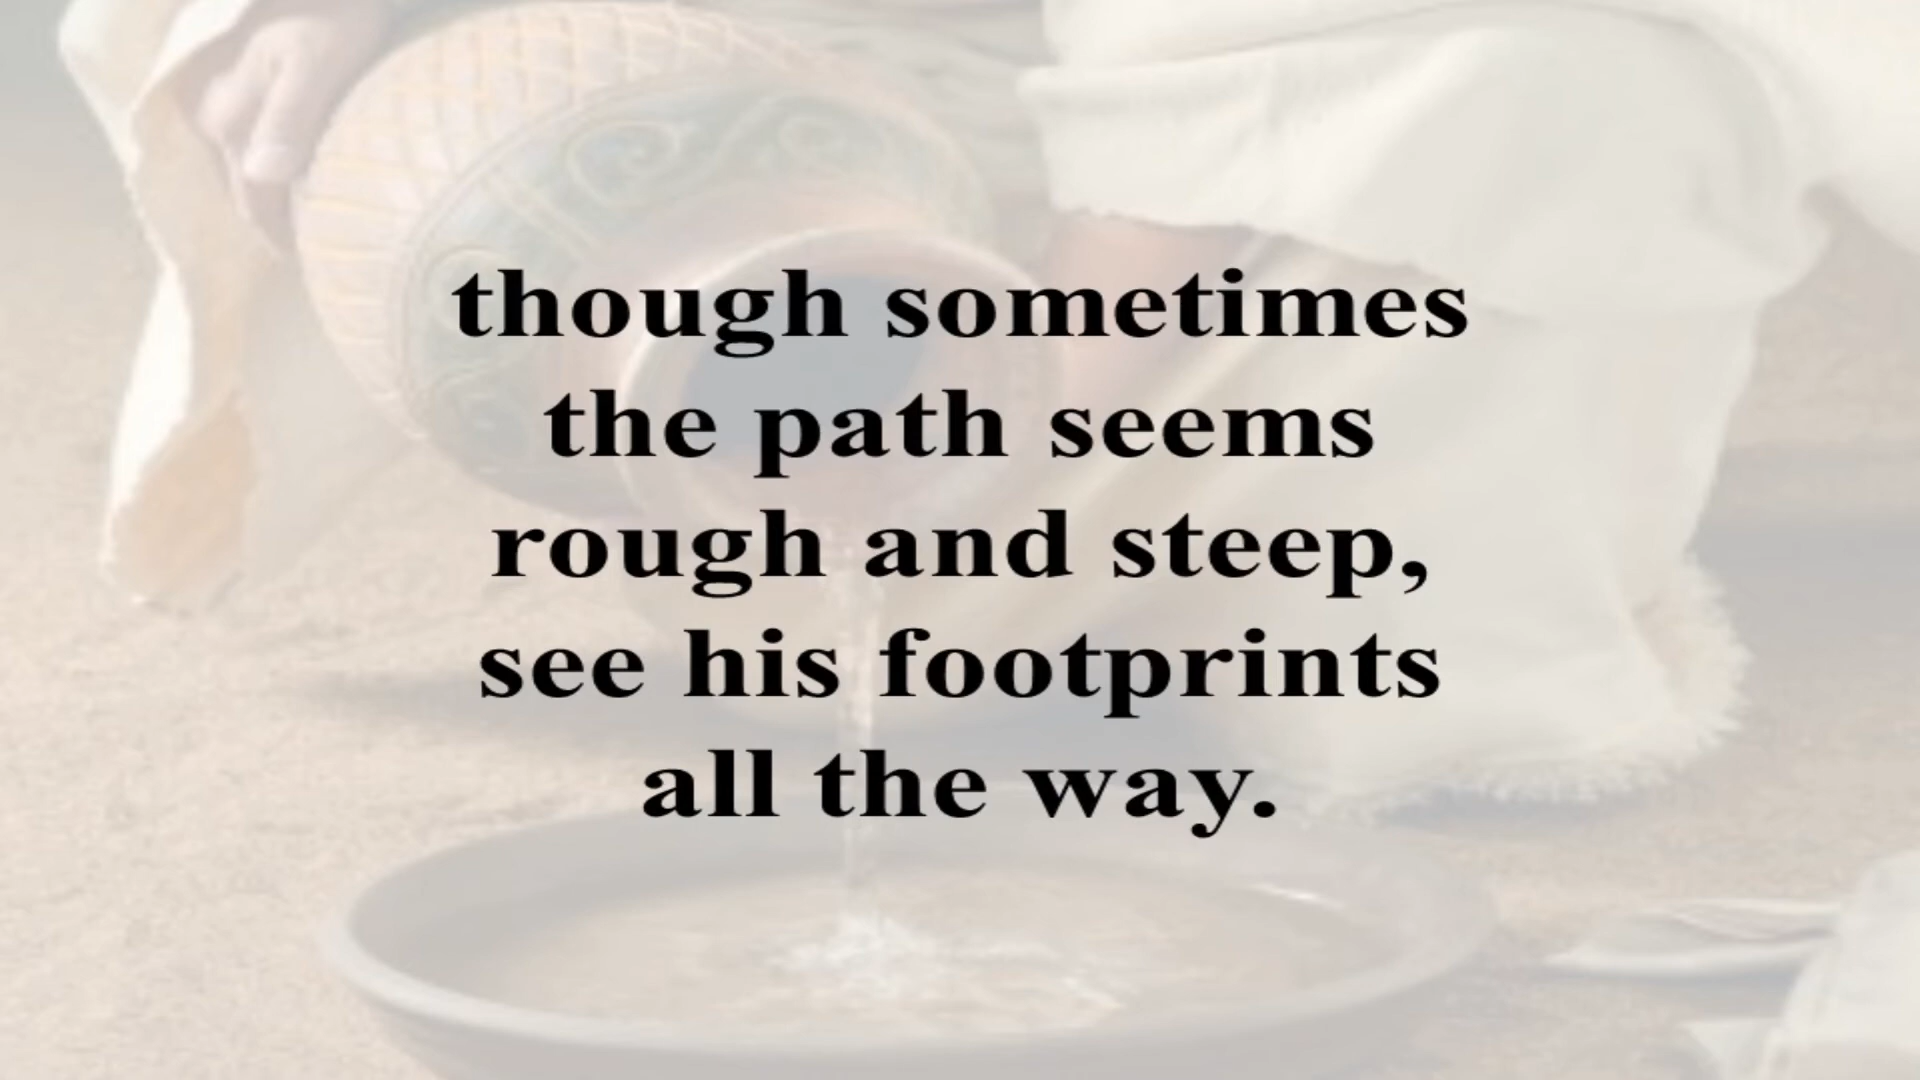 though sometimes
the path seems
rough and steep,
see his footprints
all the way.